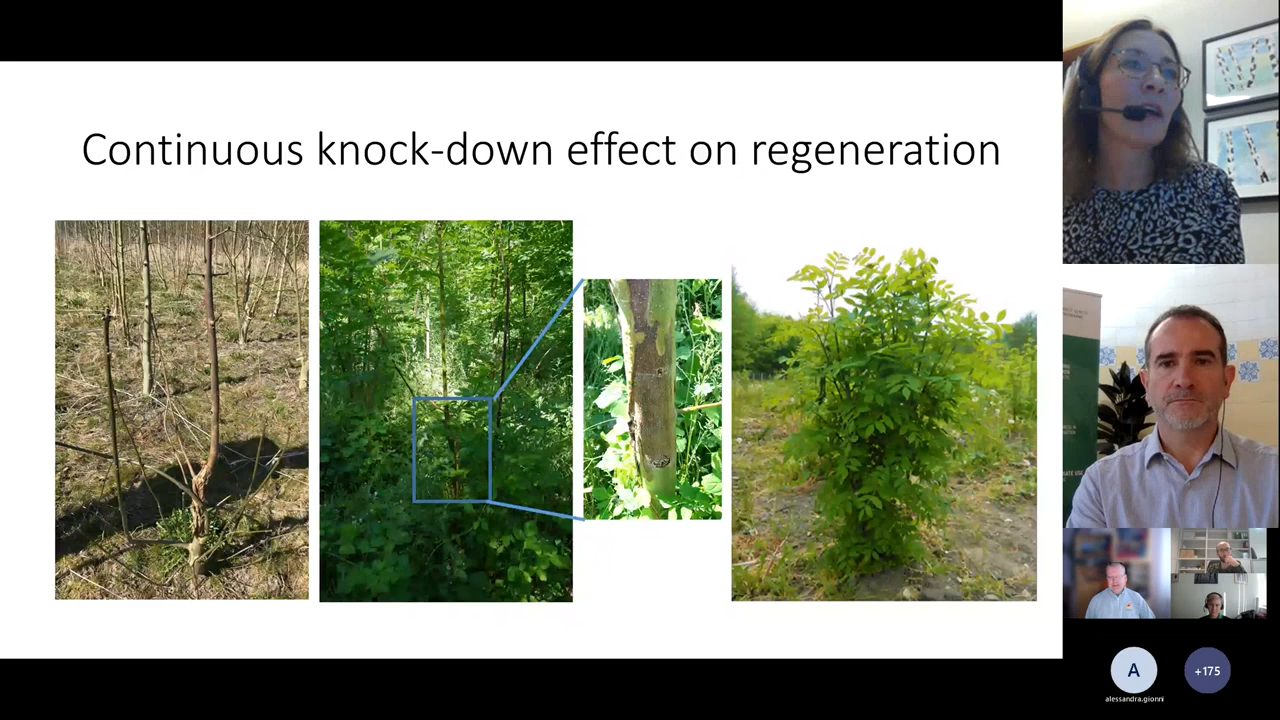 Continuous knock-down effect on regeneration
A
+175
alessandra.gionni